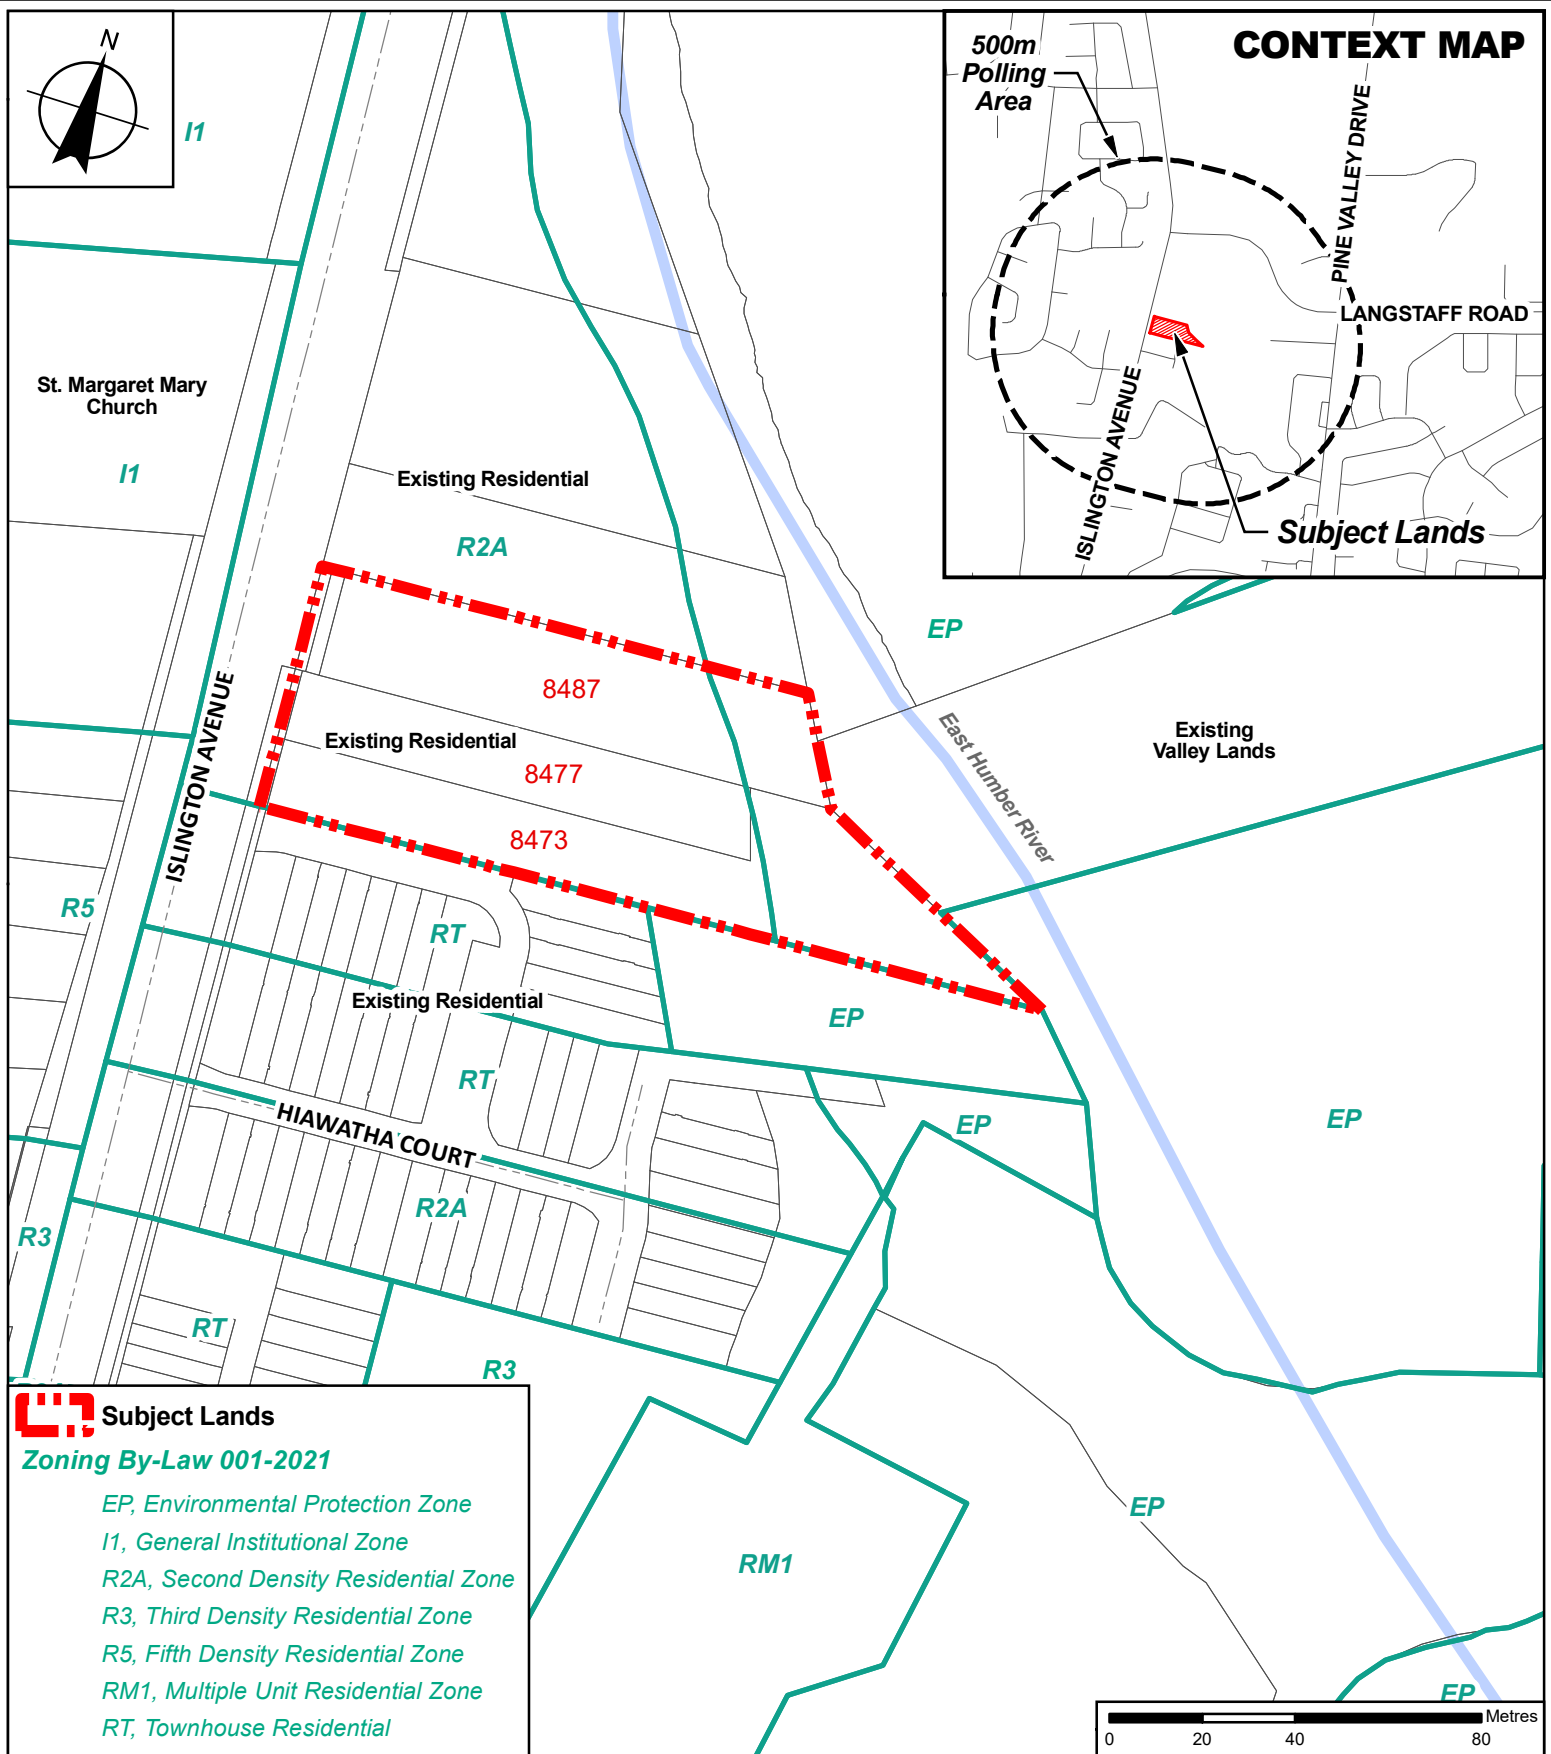 N
CONTEXT MAP
500m
Polling
Area
PINE VALLEY DRIVE
LANGSTAFF ROAD
ISLINGTON AVENUE
Subject Lands
I1
St. Margaret Mary
Church
I1
Existing Residential
R2A
EP
8487
Existing Residential
8477
8473
ISLINGTON AVENUE
East Humber River
Existing
Valley Lands
R5
RT
Existing Residential
EP
RT
HIAWATHA COURT
EP
EP
R2A
R3
RT
R3
EP
RM1
EP
Subject Lands
Zoning By-Law 001-2021
EP, Environmental Protection Zone
I1, General Institutional Zone
R2A, Second Density Residential Zone
R3, Third Density Residential Zone
R5, Fifth Density Residential Zone
RM1, Multiple Unit Residential Zone
RT, Townhouse Residential
Metres
0 20 40 80